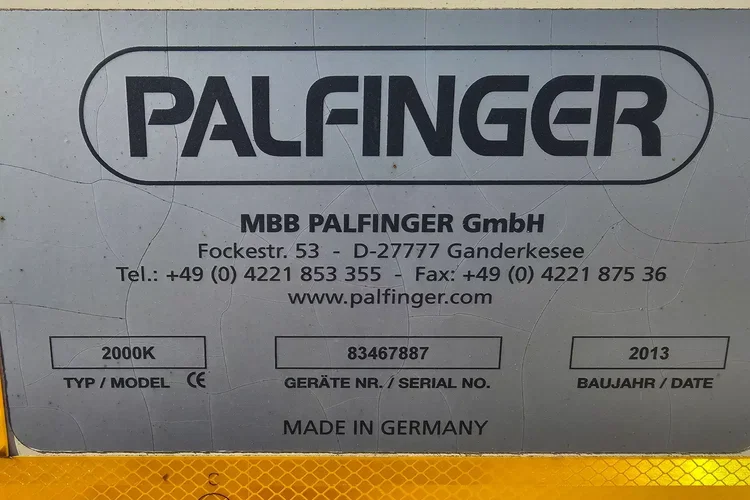 PALFINGER
MBB PALFINGER GmbH
Fockestr. 53 - D-27777 Ganderkesee
Tel.: +49 (0) 4221 853 355 - Fax: +49 (0) 4221 875 36
www.palfinger.com
2000K 83467887 2013
TYP / MODEL CE GERÄTE NR. / SERIAL NO. BAUJAHR / DATE
MADE IN GERMANY